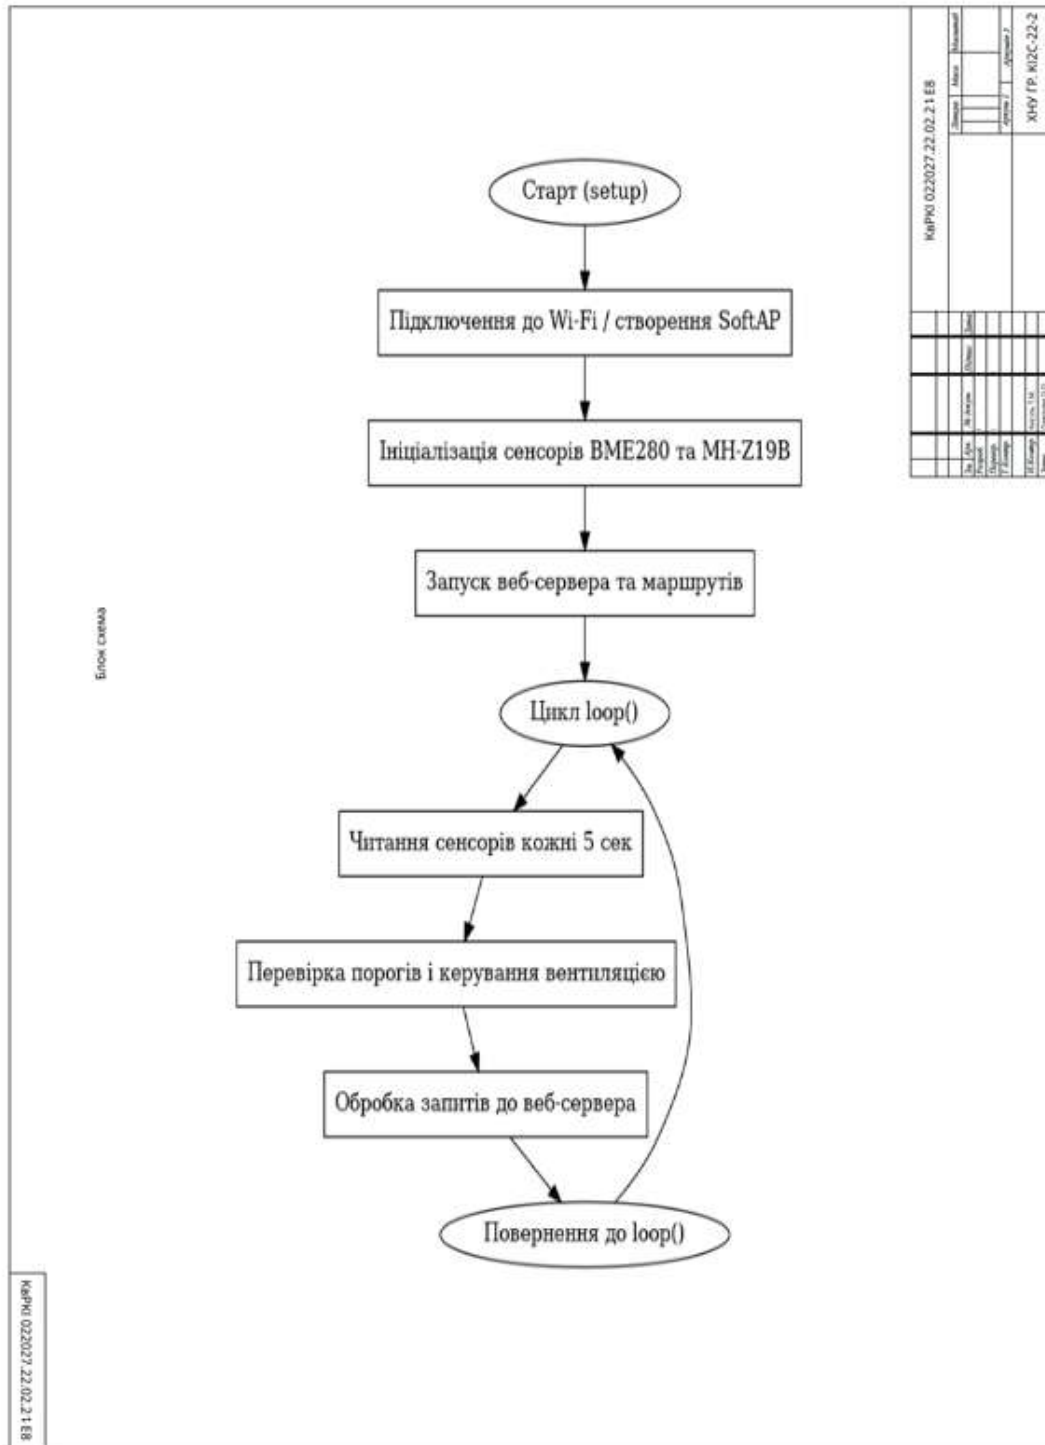 Старт (setup)
Підключення до Wi-Fi / створення SoftAP
Ініціалізація сенсорів BME280 та MH-Z19B
Запуск веб-сервера та маршрутів
Цикл loop()
Читання сенсорів кожні 5 сек
Перевірка порогів і керування вентиляцією
Обробка запитів до веб-сервера
Повернення до loop()
Блок схема
КвРКІ 022027.22.02.21 Е8
КвРКІ 022027.22.02.21 Е8
ХНУ ГР. КІ2С-22-2